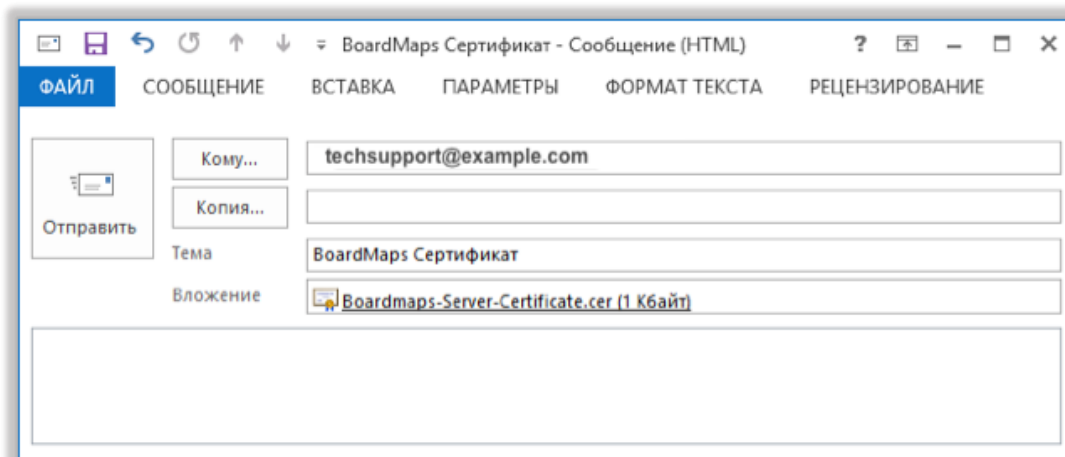 BoardMaps Сертификат - Сообщение (HTML) ?
ФАЙЛ СООБЩЕНИЕ ВСТАВКА ПАРАМЕТРЫ ФОРМАТ ТЕКСТА РЕЦЕНЗИРОВАНИЕ
Отправить
Кому... techsupport@example.com
Копия...
Тема BoardMaps Сертификат
Вложение Boardmaps-Server-Certificate.cer (1 Кбайт)